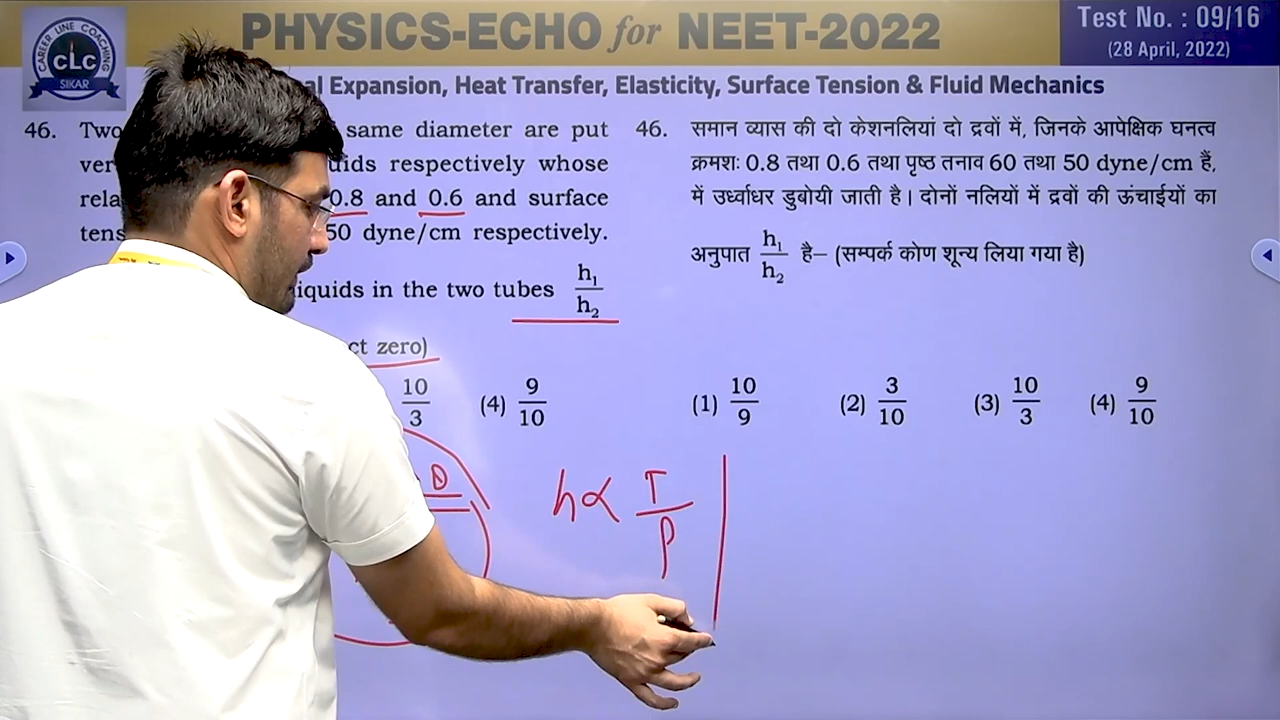 PHYSICS-ECHO for NEET-2022
Test No. : 09/16
(28 April, 2022)
CAREER LINE COACHING
CLC
SIKAR
al Expansion, Heat Transfer, Elasticity, Surface Tension & Fluid Mechanics
46. Two same diameter are put
ver uids respectively whose
rela 0.8 and 0.6 and surface
tens 50 dyne/cm respectively.
iquids in the two tubes h₁/h₂
ct zero)
10/3 (4) 9/10
46. समान व्यास की दो केशनलियां दो द्रवों में, जिनके आपेक्षिक घनत्व
क्रमशः 0.8 तथा 0.6 तथा पृष्ठ तनाव 60 तथा 50 dyne/cm हैं,
में उर्ध्वाधर डुबोयी जाती है। दोनों नलियों में द्रवों की ऊंचाईयों का
अनुपात h₁/h₂ है– (सम्पर्क कोण शून्य लिया गया है)
(1) 10/9 (2) 3/10 (3) 10/3 (4) 9/10
h ∝ T/ρ